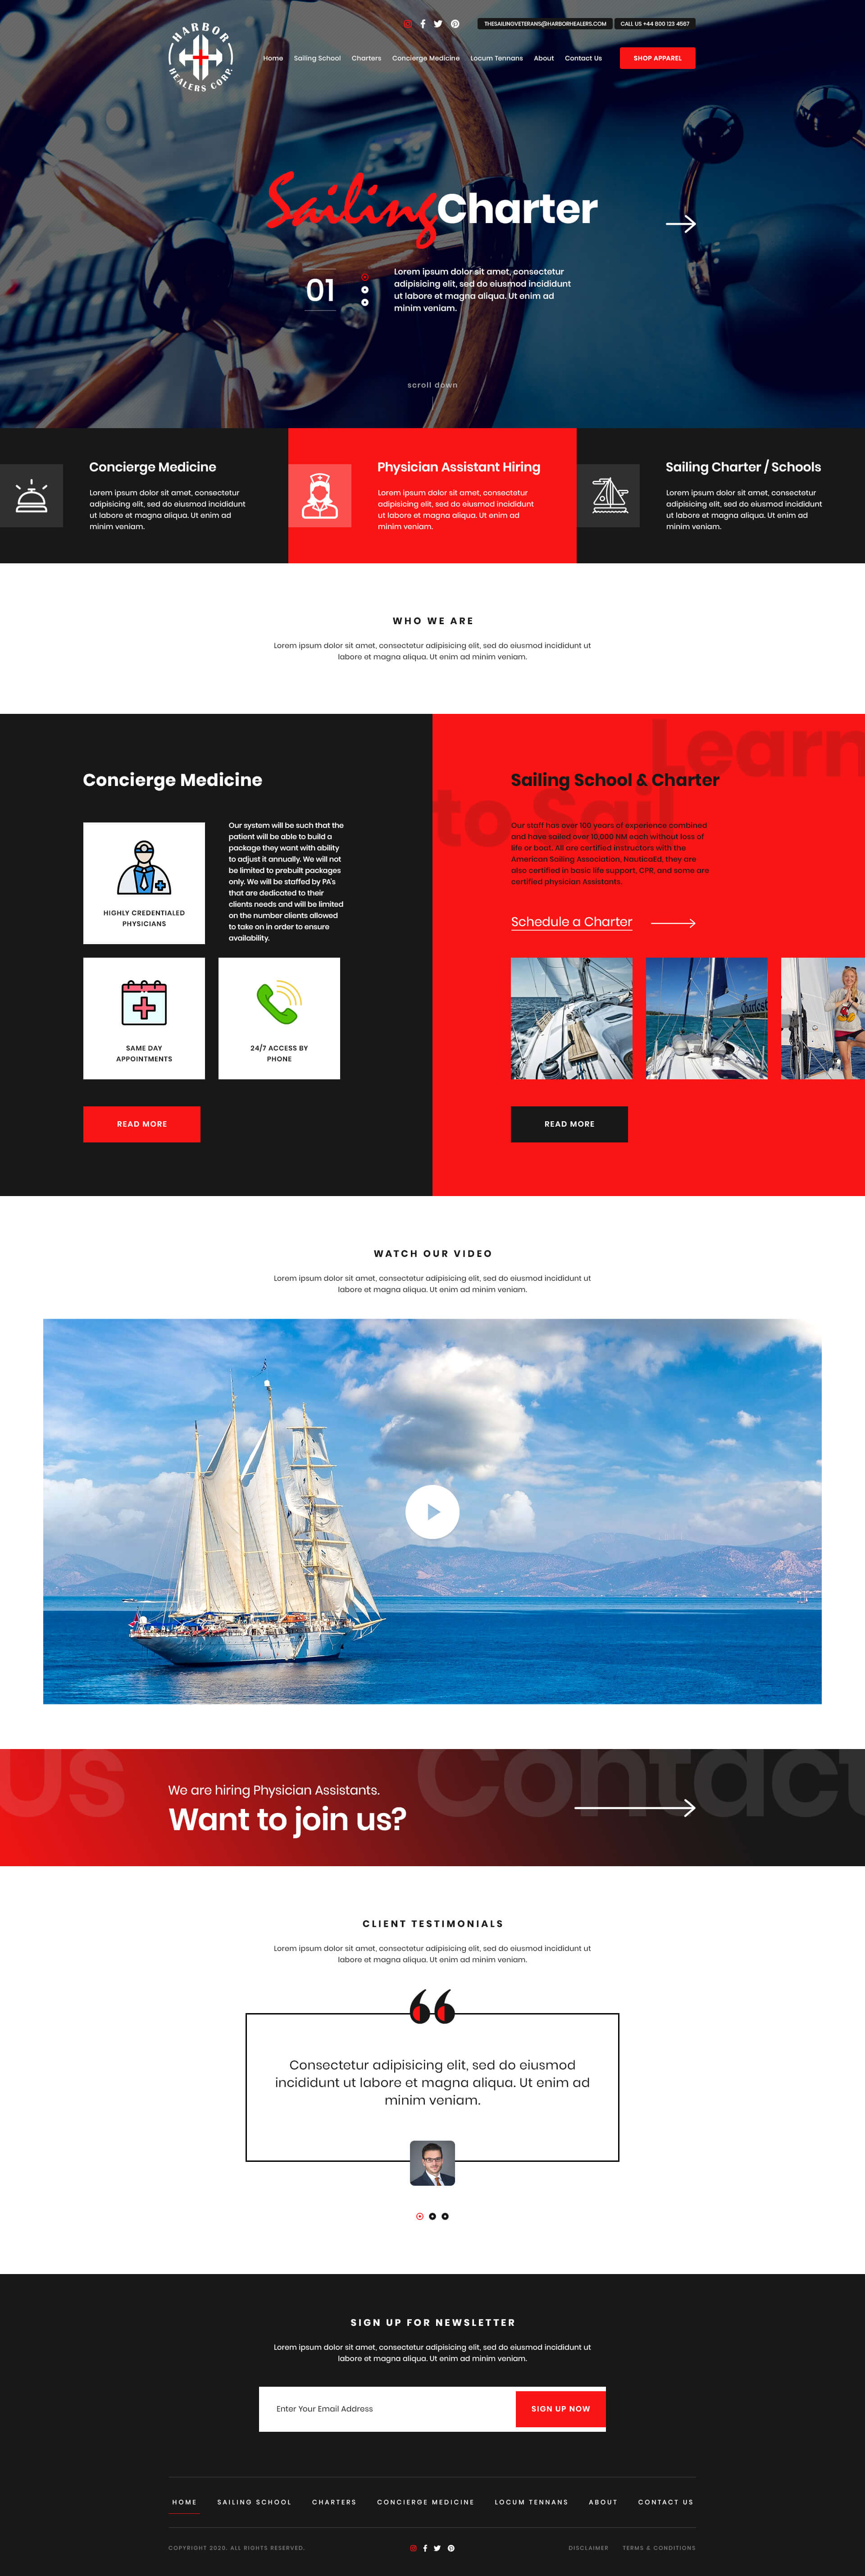 THESAILINGVETERANS@HARBORHEALERS.COM
CALL US +44 800 123 4567
HARBOR
HEALERS CORP.
Home
Sailing School
Charters
Concierge Medicine
Locum Tennans
About
Contact Us
SHOP APPAREL
Sailing Charter
01
Lorem ipsum dolor sit amet, consectetur
adipisicing elit, sed do eiusmod incididunt
ut labore et magna aliqua. Ut enim ad
minim veniam.
scroll down
Concierge Medicine
Lorem ipsum dolor sit amet, consectetur
adipisicing elit, sed do eiusmod incididunt
ut labore et magna aliqua. Ut enim ad
minim veniam.
Physician Assistant Hiring
Lorem ipsum dolor sit amet, consectetur
adipisicing elit, sed do eiusmod incididunt
ut labore et magna aliqua. Ut enim ad
minim veniam.
Sailing Charter / Schools
Lorem ipsum dolor sit amet, consectetur
adipisicing elit, sed do eiusmod incididunt
ut labore et magna aliqua. Ut enim ad
minim veniam.
WHO WE ARE
Lorem ipsum dolor sit amet, consectetur adipisicing elit, sed do eiusmod incididunt ut
labore et magna aliqua. Ut enim ad minim veniam.
Concierge Medicine
HIGHLY CREDENTIALED
PHYSICIANS
Our system will be such that the
patient will be able to build a
package they want with ability
to adjust it annually. We will not
be limited to prebuilt packages
only. We will be staffed by PA's
that are dedicated to their
clients needs and will be limited
on the number clients allowed
to take on in order to ensure
availability.
SAME DAY
APPOINTMENTS
24/7 ACCESS BY
PHONE
READ MORE
Learn
to Sail
Sailing School & Charter
Our staff has over 100 years of experience combined
and have sailed over 10,000 NM each without loss of
life or boat. All are certified instructors with the
American Sailing Association, NauticaEd, they are
also certified in basic life support, CPR, and some are
certified physician Assistants.
Schedule a Charter
READ MORE
WATCH OUR VIDEO
Lorem ipsum dolor sit amet, consectetur adipisicing elit, sed do eiusmod incididunt ut
labore et magna aliqua. Ut enim ad minim veniam.
Us
Contact
We are hiring Physician Assistants.
Want to join us?
CLIENT TESTIMONIALS
Lorem ipsum dolor sit amet, consectetur adipisicing elit, sed do eiusmod incididunt ut
labore et magna aliqua. Ut enim ad minim veniam.
Consectetur adipisicing elit, sed do eiusmod
incididunt ut labore et magna aliqua. Ut enim ad
minim veniam.
SIGN UP FOR NEWSLETTER
Lorem ipsum dolor sit amet, consectetur adipisicing elit, sed do eiusmod incididunt ut
labore et magna aliqua. Ut enim ad minim veniam.
Enter Your Email Address
SIGN UP NOW
HOME
SAILING SCHOOL
CHARTERS
CONCIERGE MEDICINE
LOCUM TENNANS
ABOUT
CONTACT US
COPYRIGHT 2020. ALL RIGHTS RESERVED.
DISCLAIMER
TERMS & CONDITIONS